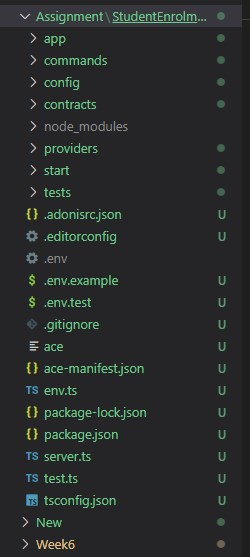 Assignment\StudentEnrolm...
app
commands
config
contracts
node_modules
providers
start
tests
{} .adonisrc.json U
.editorconfig U
.env
$ .env.example U
$ .env.test U
.gitignore U
ace U
{} ace-manifest.json U
TS env.ts U
{} package-lock.json U
{} package.json U
TS server.ts U
TS test.ts U
TS tsconfig.json U
New
Week6